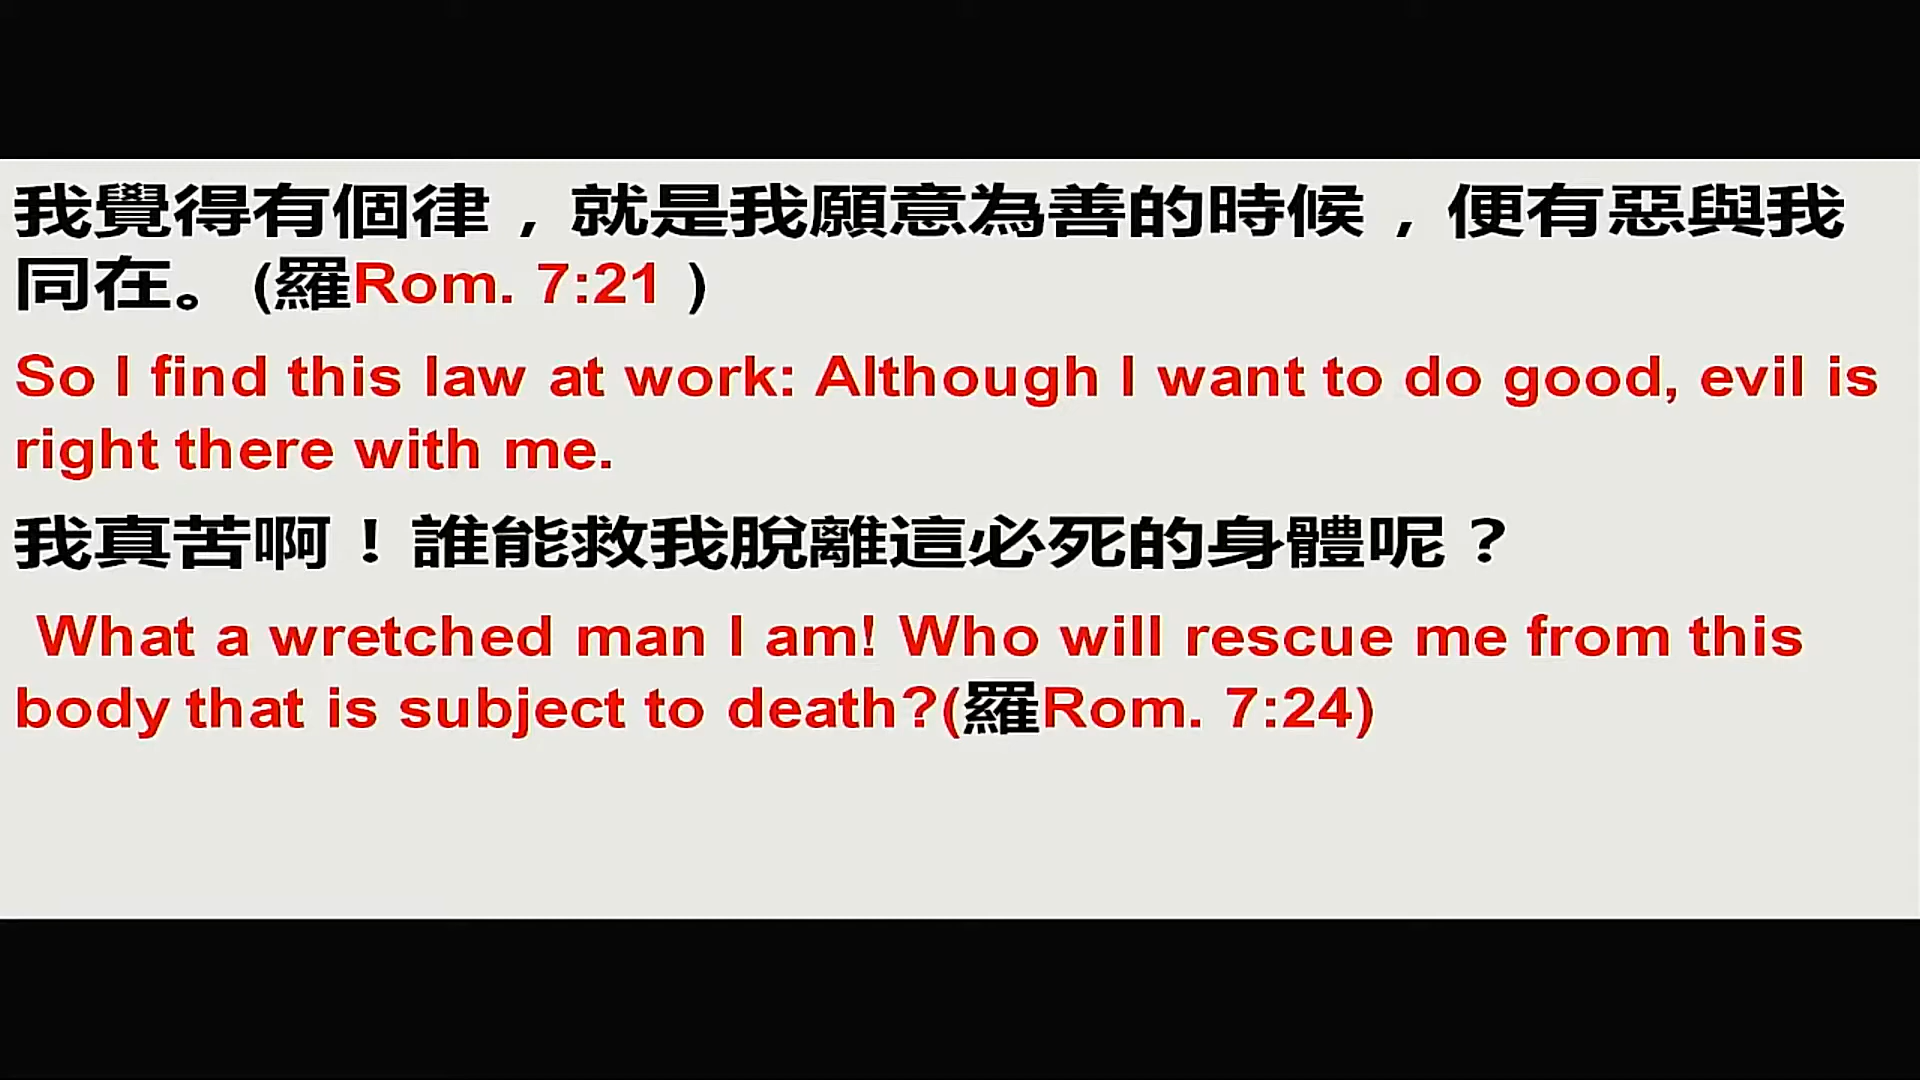 我覺得有個律，就是我願意為善的時候，便有惡與我
同在。(羅Rom. 7:21 )
So I find this law at work: Although I want to do good, evil is
right there with me.
我真苦啊！誰能救我脫離這必死的身體呢？
What a wretched man I am! Who will rescue me from this
body that is subject to death?(羅Rom. 7:24)